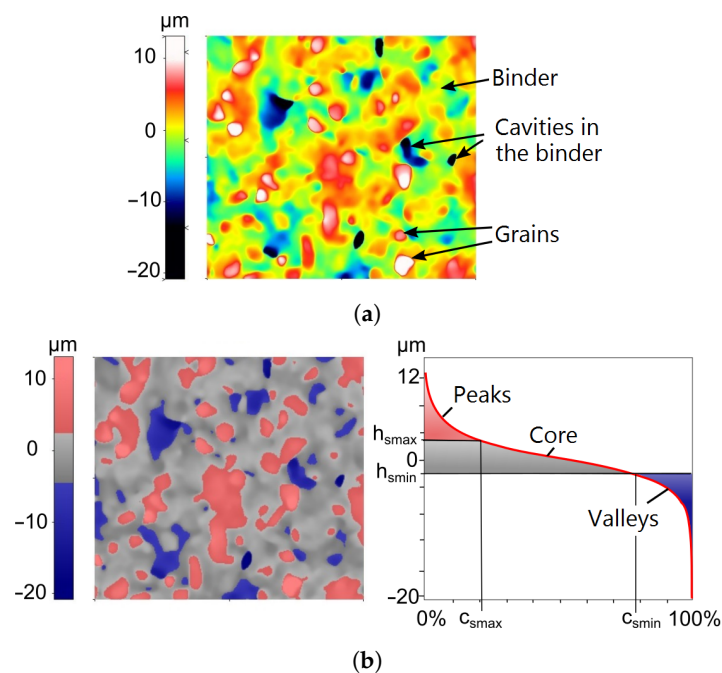 µm
10
0
−10
−20
Binder
Cavities in
the binder
Grains
(a)
µm
10
0
−10
−20
µm
12
h_smax
0
h_smin
−20
Peaks
Core
Valleys
0% c_smax c_smin 100%
(b)